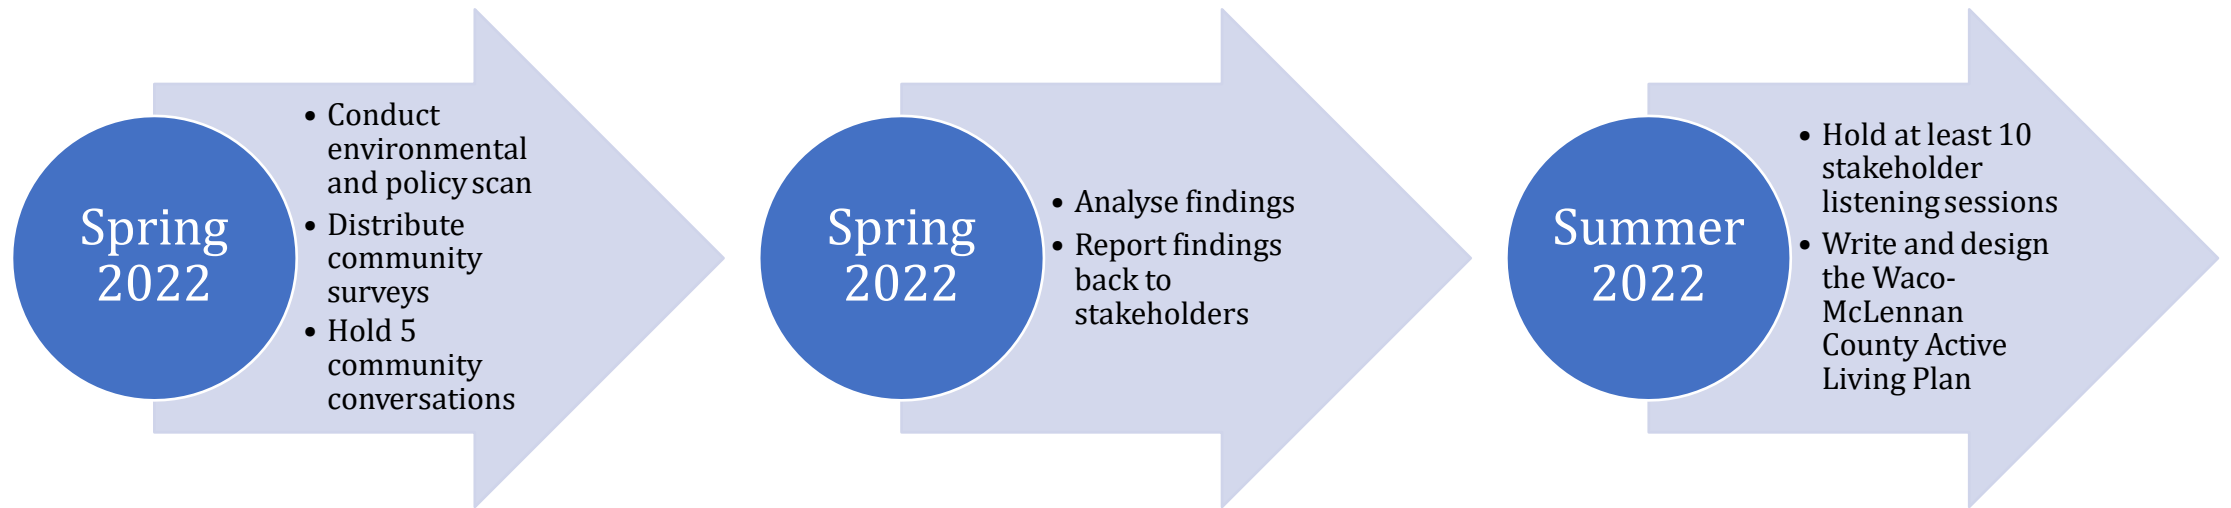 Spring
2022
• Conduct
environmental
and policy scan
• Distribute
community
surveys
• Hold 5
community
conversations
Spring
2022
• Analyse findings
• Report findings
back to
stakeholders
Summer
2022
• Hold at least 10
stakeholder
listening sessions
• Write and design
the Waco-
McLennan
County Active
Living Plan